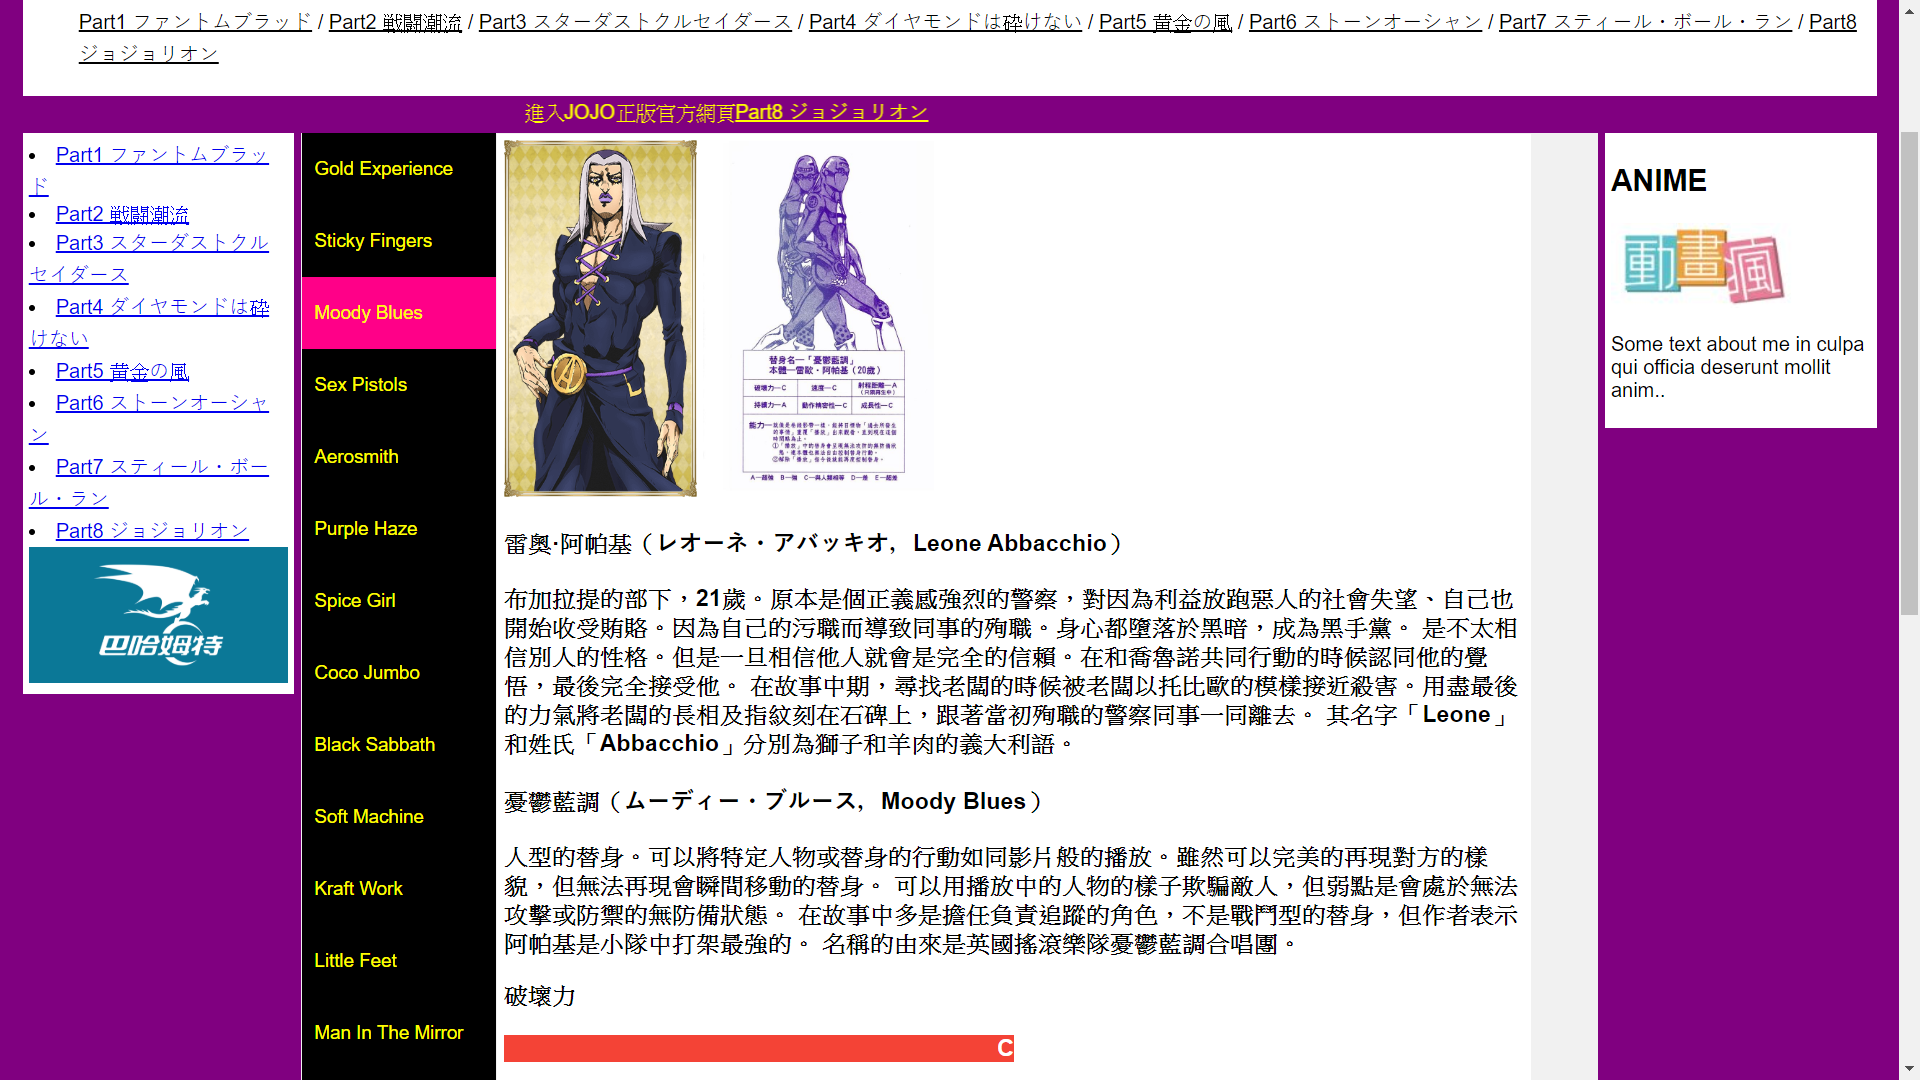 Part1 ファントムブラッド / Part2 戦闘潮流 / Part3 スターダストクルセイダース / Part4 ダイヤモンドは砕けない / Part5 黄金の風 / Part6 ストーンオーシャン / Part7 スティール・ボール・ラン / Part8
ジョジョリオン
進入JOJO正版官方網頁Part8 ジョジョリオン
Part1 ファントムブラッ
ド
Part2 戦闘潮流
Part3 スターダストクル
セイダース
Part4 ダイヤモンドは砕
けない
Part5 黄金の風
Part6 ストーンオーシャ
ン
Part7 スティール・ボー
ル・ラン
Part8 ジョジョリオン
巴哈姆特
Gold Experience
Sticky Fingers
Moody Blues
Sex Pistols
Aerosmith
Purple Haze
Spice Girl
Coco Jumbo
Black Sabbath
Soft Machine
Kraft Work
Little Feet
Man In The Mirror
替身名—「憂鬱藍調」
本體—雷歐・阿帕基(20歲)
破壞力—C 速度—C 射程距離—A
持續力—A 動作精密性—C 成長性—C
能力—
A—超強 B—強 C—與人類相等 D—差 E—超差
雷奧·阿帕基（レオーネ・アバッキオ，Leone Abbacchio）
布加拉提的部下，21歲。原本是個正義感強烈的警察，對因為利益放跑惡人的社會失望、自己也
開始收受賄賂。因為自己的污職而導致同事的殉職。身心都墮落於黑暗，成為黑手黨。 是不太相
信別人的性格。但是一旦相信他人就會是完全的信賴。在和喬魯諾共同行動的時候認同他的覺
悟，最後完全接受他。 在故事中期，尋找老闆的時候被老闆以托比歐的模樣接近殺害。用盡最後
的力氣將老闆的長相及指紋刻在石碑上，跟著當初殉職的警察同事一同離去。 其名字「Leone」
和姓氏「Abbacchio」分別為獅子和羊肉的義大利語。
憂鬱藍調（ムーディー・ブルース，Moody Blues）
人型的替身。可以將特定人物或替身的行動如同影片般的播放。雖然可以完美的再現對方的樣
貌，但無法再現會瞬間移動的替身。 可以用播放中的人物的樣子欺騙敵人，但弱點是會處於無法
攻擊或防禦的無防備狀態。 在故事中多是擔任負責追蹤的角色，不是戰鬥型的替身，但作者表示
阿帕基是小隊中打架最強的。 名稱的由來是英國搖滾樂隊憂鬱藍調合唱團。
破壞力
C
ANIME
動畫瘋
Some text about me in culpa
qui officia deserunt mollit
anim..